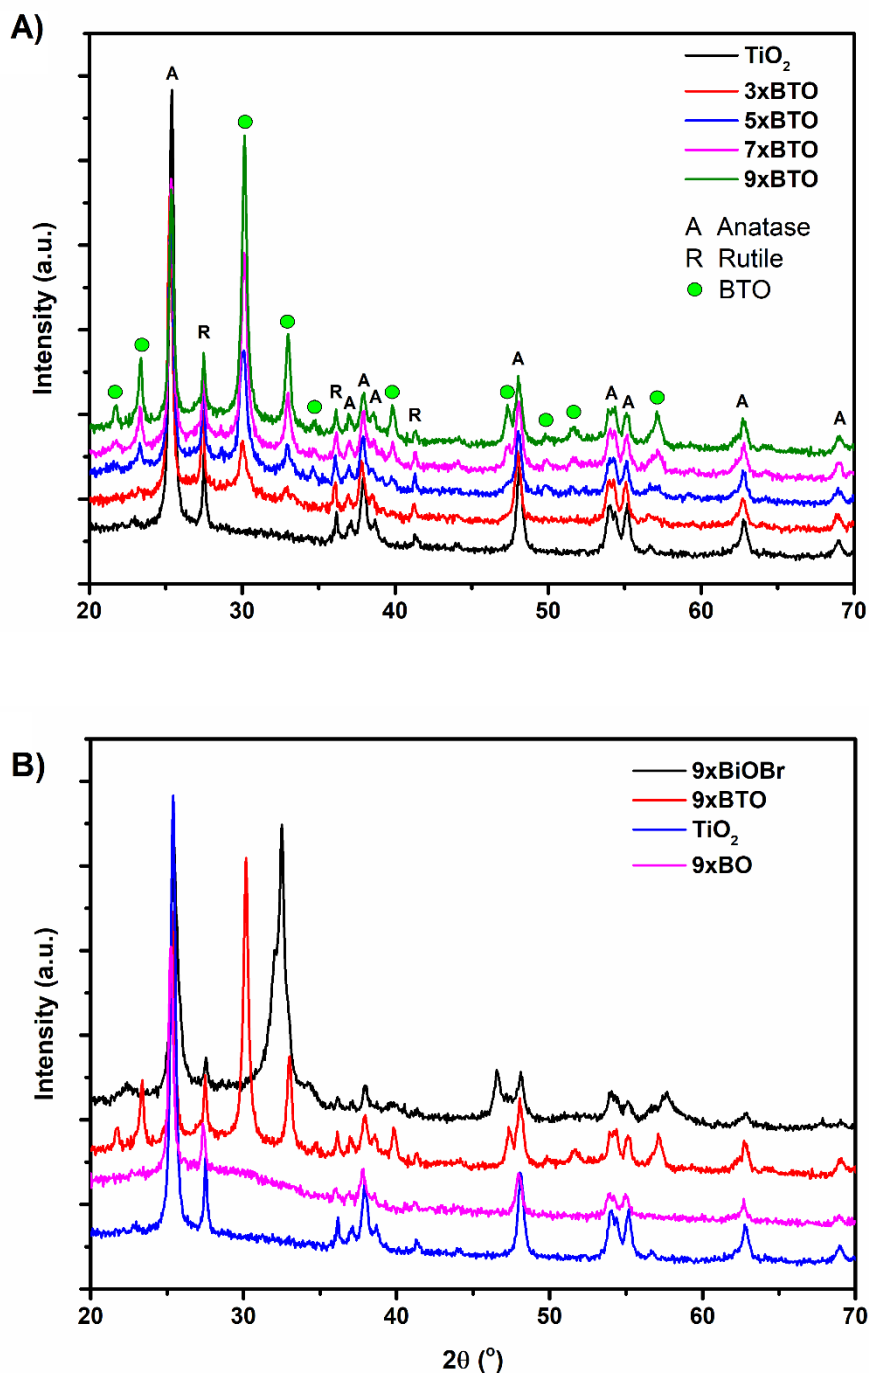 A)
TiO2
3xBTO
5xBTO
7xBTO
9xBTO
A Anatase
R Rutile
BTO
A
R
R
A
A
A
R
A
A
A
A
A
Intensity (a.u.)
20 30 40 50 60 70
B)
9xBiOBr
9xBTO
TiO2
9xBO
Intensity (a.u.)
20 30 40 50 60 70
2θ (o)